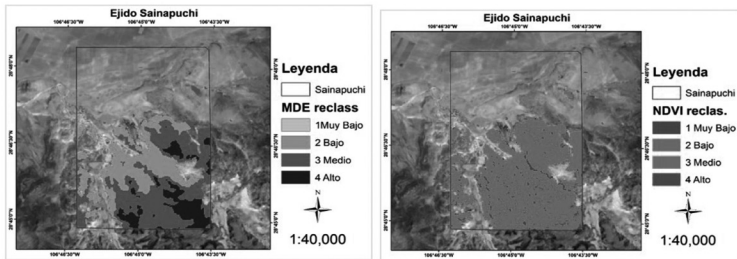 Ejido Sainapuchi
106°46'30"W 106°45'0"W 106°43'30"W
Leyenda
Sainapuchi
MDE reclass
1Muy Bajo
2 Bajo
3 Medio
4 Alto
N
1:40,000
106°46'30"W 106°45'0"W 106°43'30"W
Ejido Sainapuchi
106°46'30"W 106°45'0"W 106°43'30"W
Leyenda
Sainapuchi
NDVI reclas.
1 Muy Bajo
2 Bajo
3 Medio
4 Alto
N
1:40,000
106°46'30"W 106°45'0"W 106°43'30"W